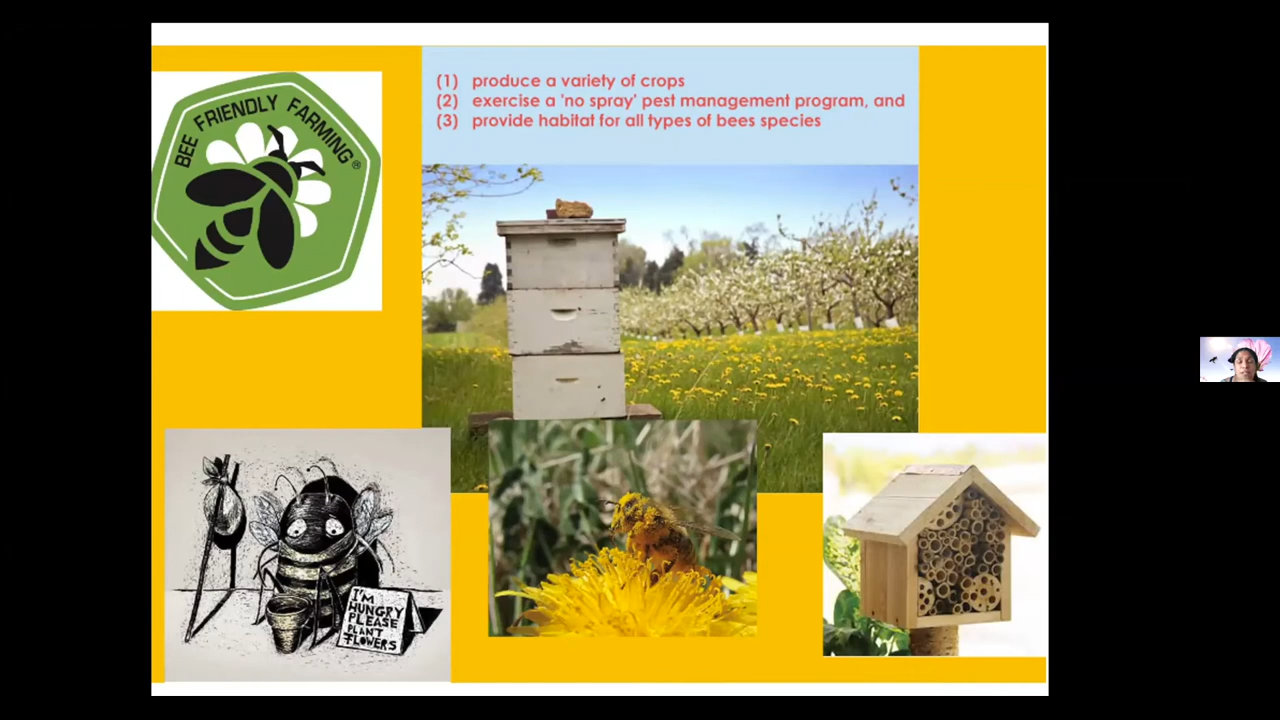 BEE FRIENDLY FARMING®
(1) produce a variety of crops
(2) exercise a 'no spray' pest management program, and
(3) provide habitat for all types of bees species
I'M
HUNGRY
PLEASE
PLANT
FLOWERS